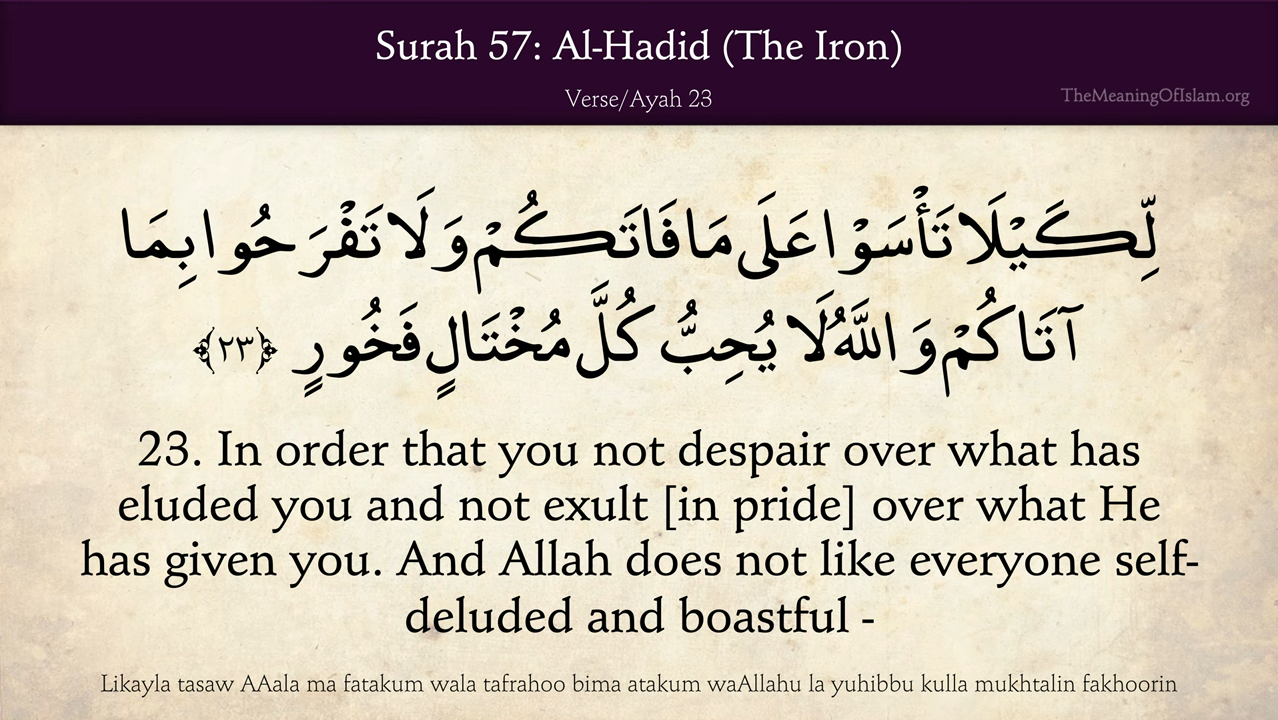 Surah 57: Al-Hadid (The Iron)
Verse/Ayah 23
TheMeaningOfIslam.org
لِّكَيْلَا تَأْسَوْا عَلَى مَا فَاتَكُمْ وَلَا تَفْرَحُوا بِمَا
آتَاكُمْ وَاللَّهُ لَا يُحِبُّ كُلَّ مُخْتَالٍ فَخُورٍ ﴿٢٣﴾
23. In order that you not despair over what has
eluded you and not exult [in pride] over what He
has given you. And Allah does not like everyone self-
deluded and boastful -
Likayla tasaw AAala ma fatakum wala tafrahoo bima atakum waAllahu la yuhibbu kulla mukhtalin fakhoorin